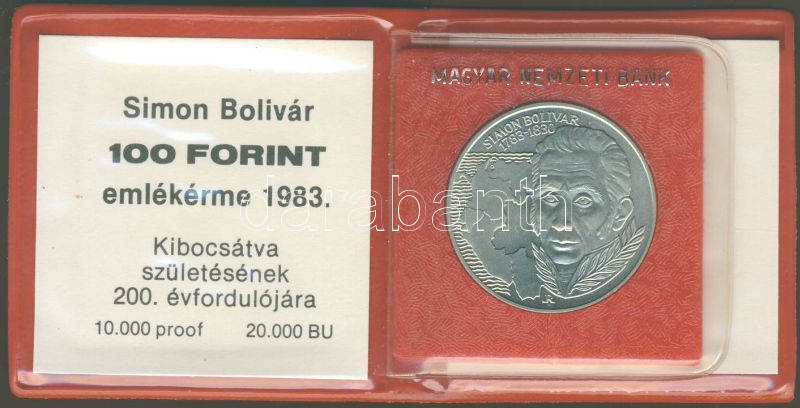 Simon Bolivár
100 FORINT
emlékérme 1983.
Kibocsátva
születésének
200. évfordulójára
10.000 proof 20.000 BU
MAGYAR NEMZETI BANK
SIMON BOLIVAR
1783-1830
darabanth